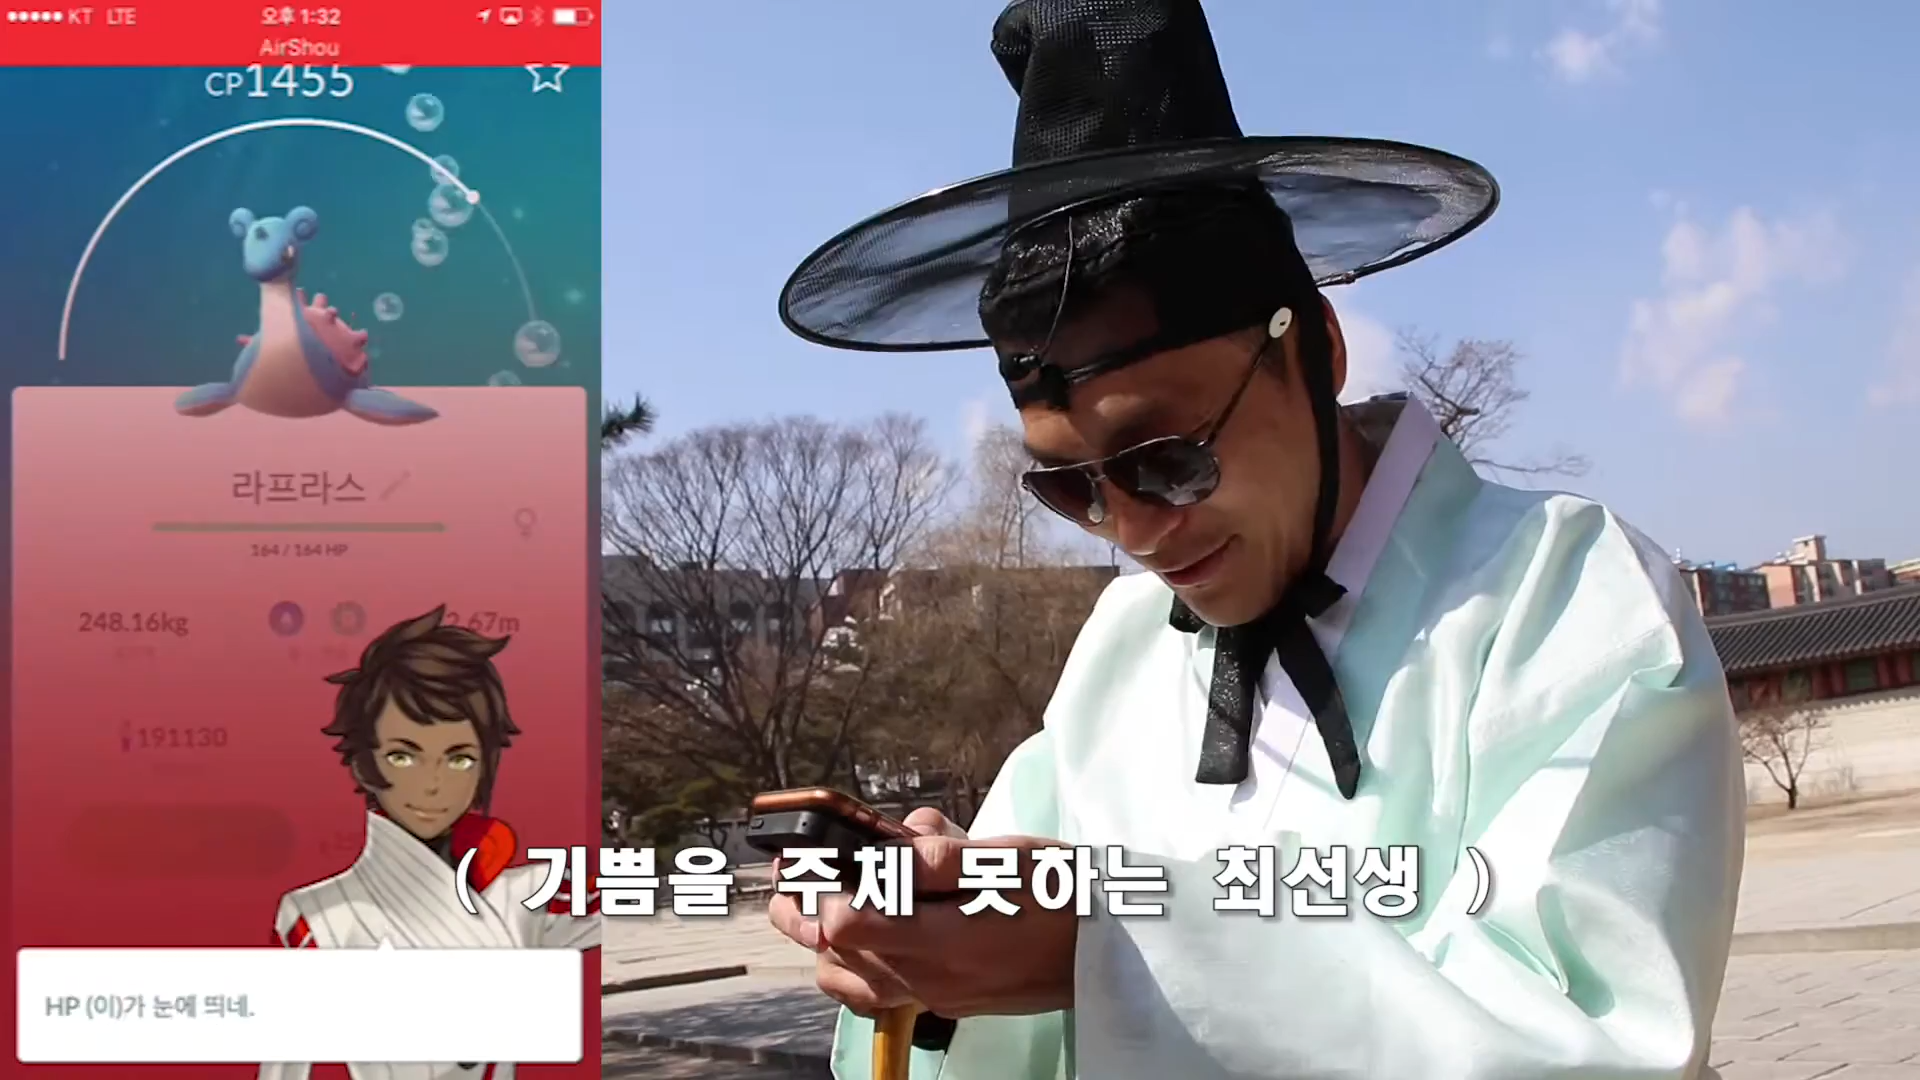 KT LTE 오후 1:32
AirShou
CP1455
라프라스
164 / 164 HP
248.16kg
2.67m
191130
( 기쁨을 주체 못하는 최선생 )
HP (이)가 눈에 띄네.